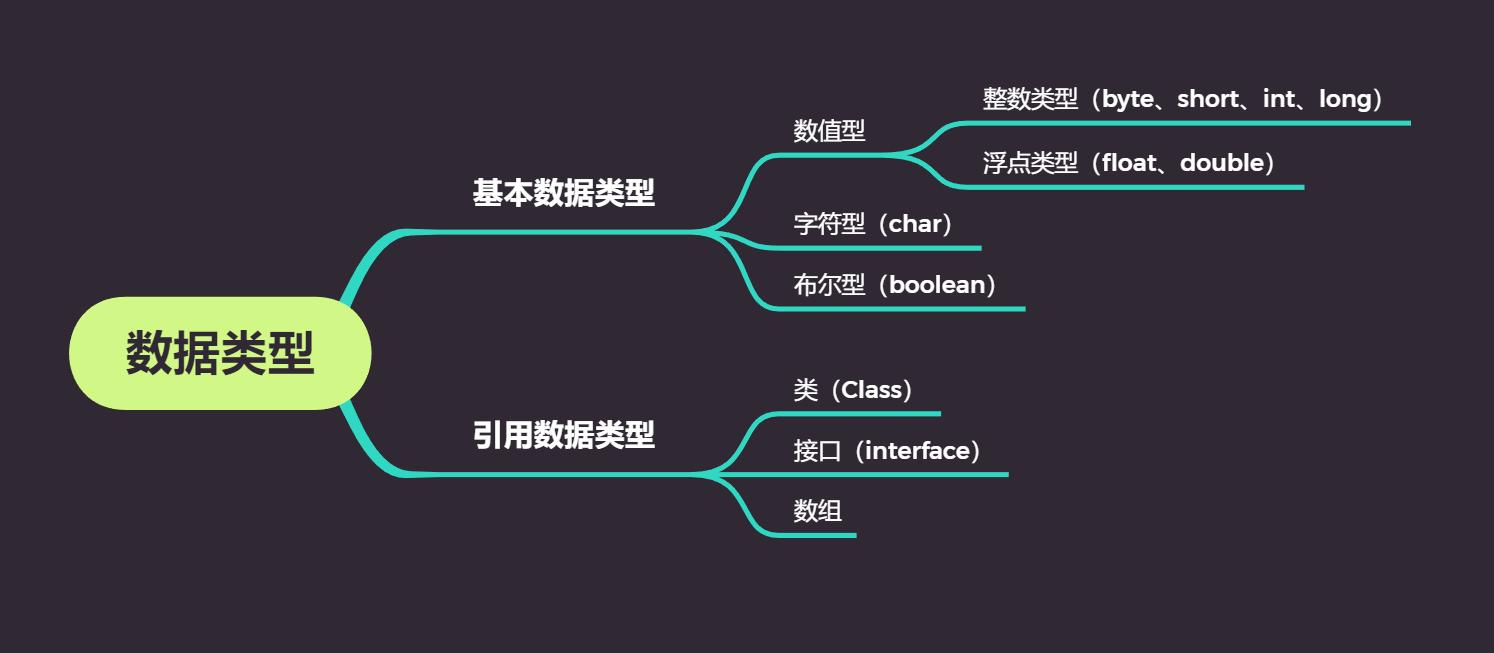 数据类型
基本数据类型
数值型
整数类型（byte、short、int、long）
浮点类型（float、double）
字符型（char）
布尔型（boolean）
引用数据类型
类（Class）
接口（interface）
数组